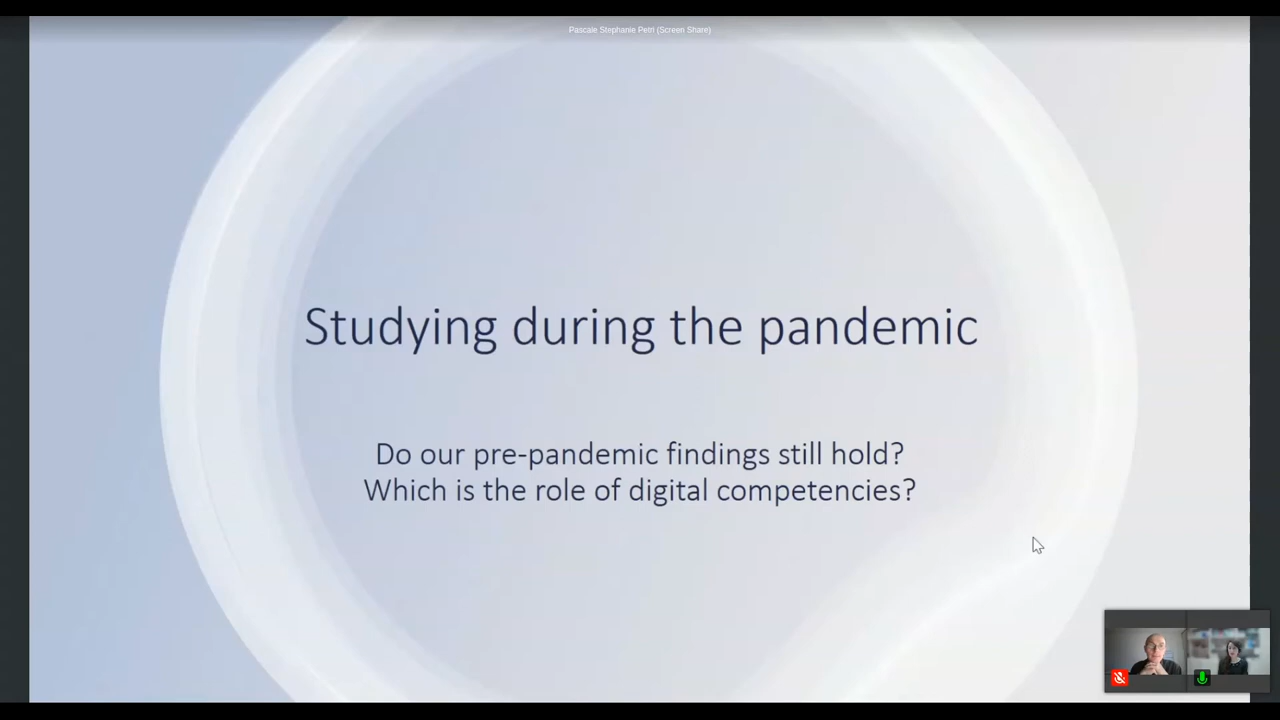 Pascale Stephanie Petri (Screen Share)
Studying during the pandemic
Do our pre-pandemic findings still hold?
Which is the role of digital competencies?